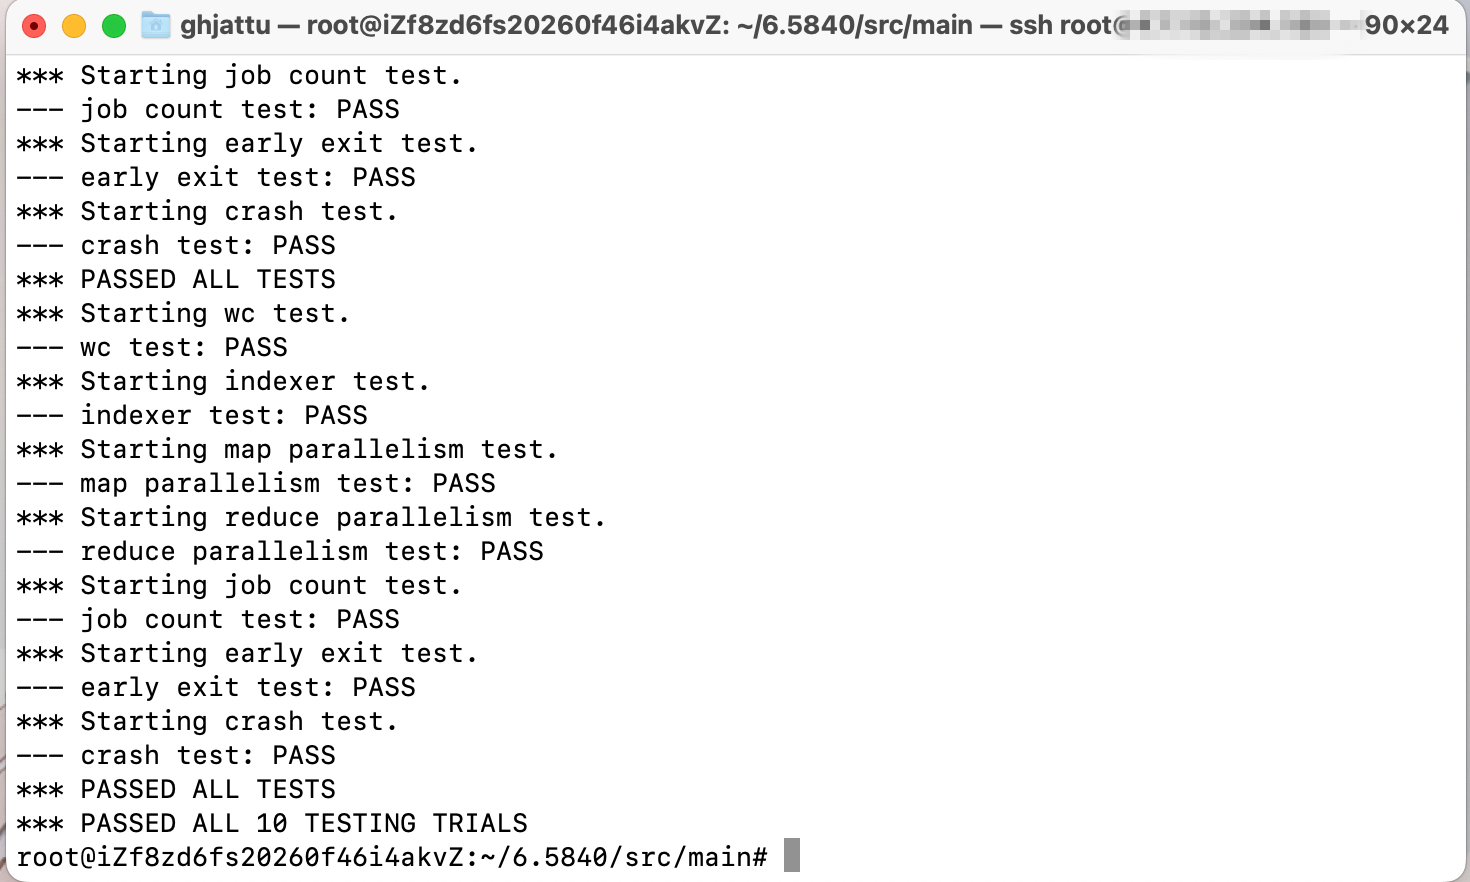 ghjattu — root@iZf8zd6fs20260f46i4akvZ: ~/6.5840/src/main — ssh root@ 90×24
*** Starting job count test.
--- job count test: PASS
*** Starting early exit test.
--- early exit test: PASS
*** Starting crash test.
--- crash test: PASS
*** PASSED ALL TESTS
*** Starting wc test.
--- wc test: PASS
*** Starting indexer test.
--- indexer test: PASS
*** Starting map parallelism test.
--- map parallelism test: PASS
*** Starting reduce parallelism test.
--- reduce parallelism test: PASS
*** Starting job count test.
--- job count test: PASS
*** Starting early exit test.
--- early exit test: PASS
*** Starting crash test.
--- crash test: PASS
*** PASSED ALL TESTS
*** PASSED ALL 10 TESTING TRIALS
root@iZf8zd6fs20260f46i4akvZ:~/6.5840/src/main#